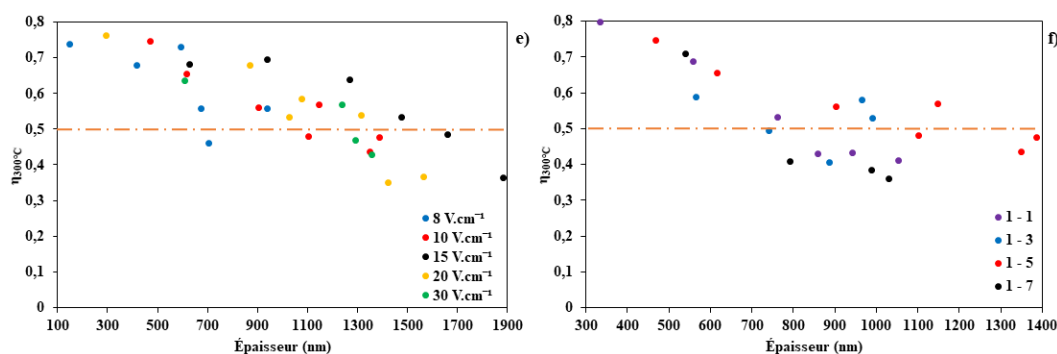 e)
0,8
0,7
0,6
0,5
0,4
0,3
0,2
0,1
0
η300°C
100 300 500 700 900 1100 1300 1500 1700 1900
Épaisseur (nm)
8 V.cm⁻¹
10 V.cm⁻¹
15 V.cm⁻¹
20 V.cm⁻¹
30 V.cm⁻¹
f)
0,8
0,7
0,6
0,5
0,4
0,3
0,2
0,1
0
η300°C
300 400 500 600 700 800 900 1000 1100 1200 1300 1400
Épaisseur (nm)
1 - 1
1 - 3
1 - 5
1 - 7